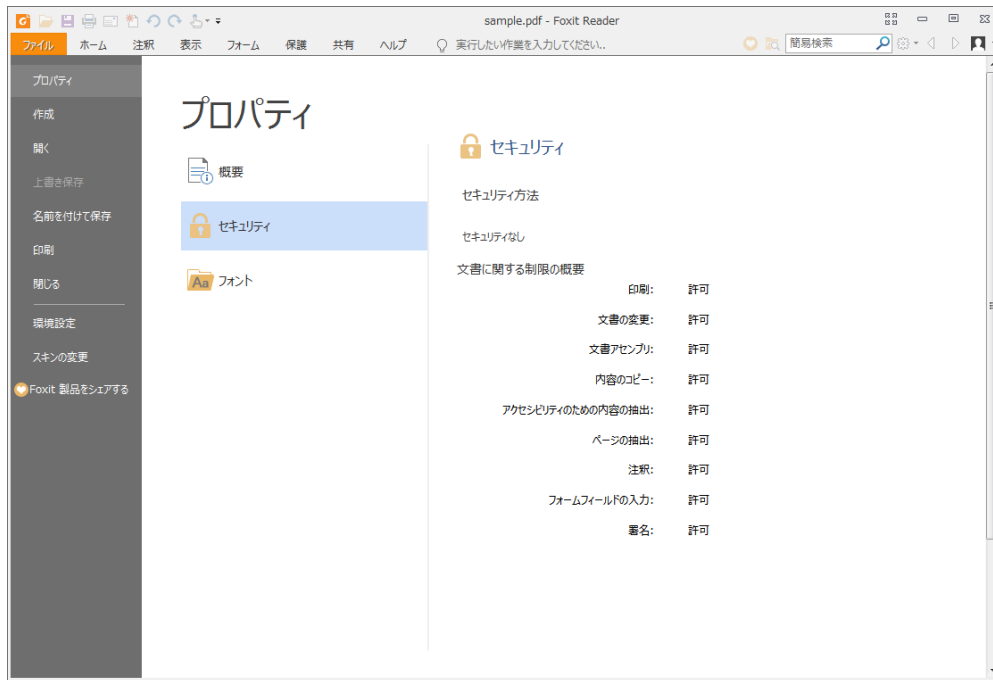 sample.pdf - Foxit Reader
ファイル ホーム 注釈 表示 フォーム 保護 共有 ヘルプ 実行したい作業を入力してください.. 簡易検索
プロパティ
作成
開く
上書き保存
名前を付けて保存
印刷
閉じる
環境設定
スキンの変更
Foxit 製品をシェアする
プロパティ
概要
セキュリティ
Aa フォント
セキュリティ
セキュリティ方法
セキュリティなし
文書に関する制限の概要
印刷: 許可
文書の変更: 許可
文書アセンブリ: 許可
内容のコピー: 許可
アクセシビリティのための内容の抽出: 許可
ページの抽出: 許可
注釈: 許可
フォームフィールドの入力: 許可
署名: 許可